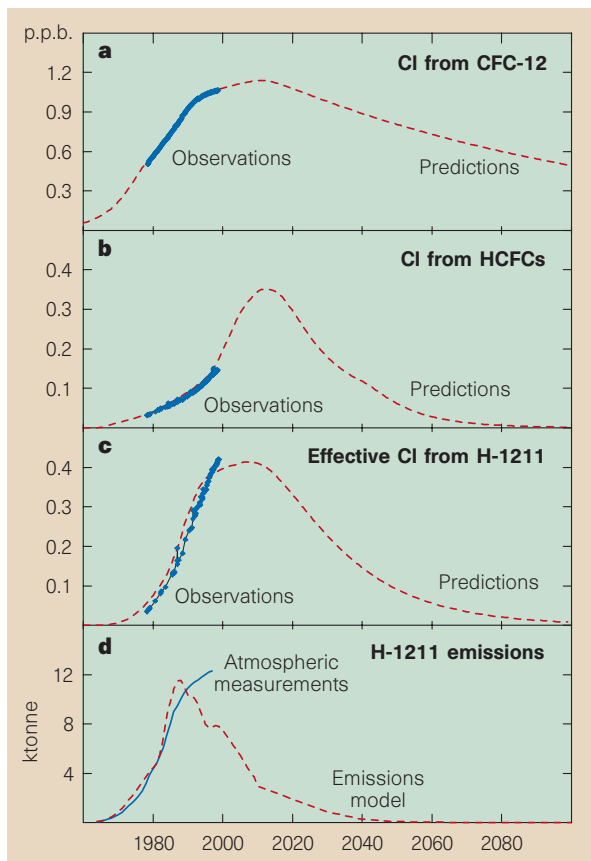 p.p.b.
a
Cl from CFC-12
1.2
0.9
0.6
0.3
Observations
Predictions
b
Cl from HCFCs
0.4
0.3
0.2
0.1
Observations
Predictions
c
Effective Cl from H-1211
0.4
0.3
0.2
0.1
Observations
Predictions
d
H-1211 emissions
12
8
4
ktonne
Atmospheric
measurements
Emissions
model
1980 2000 2020 2040 2060 2080